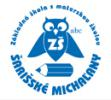 Základná škola s materskou školou
abc
ZŠ
ŠARIŠSKÉ MICHAĽANY